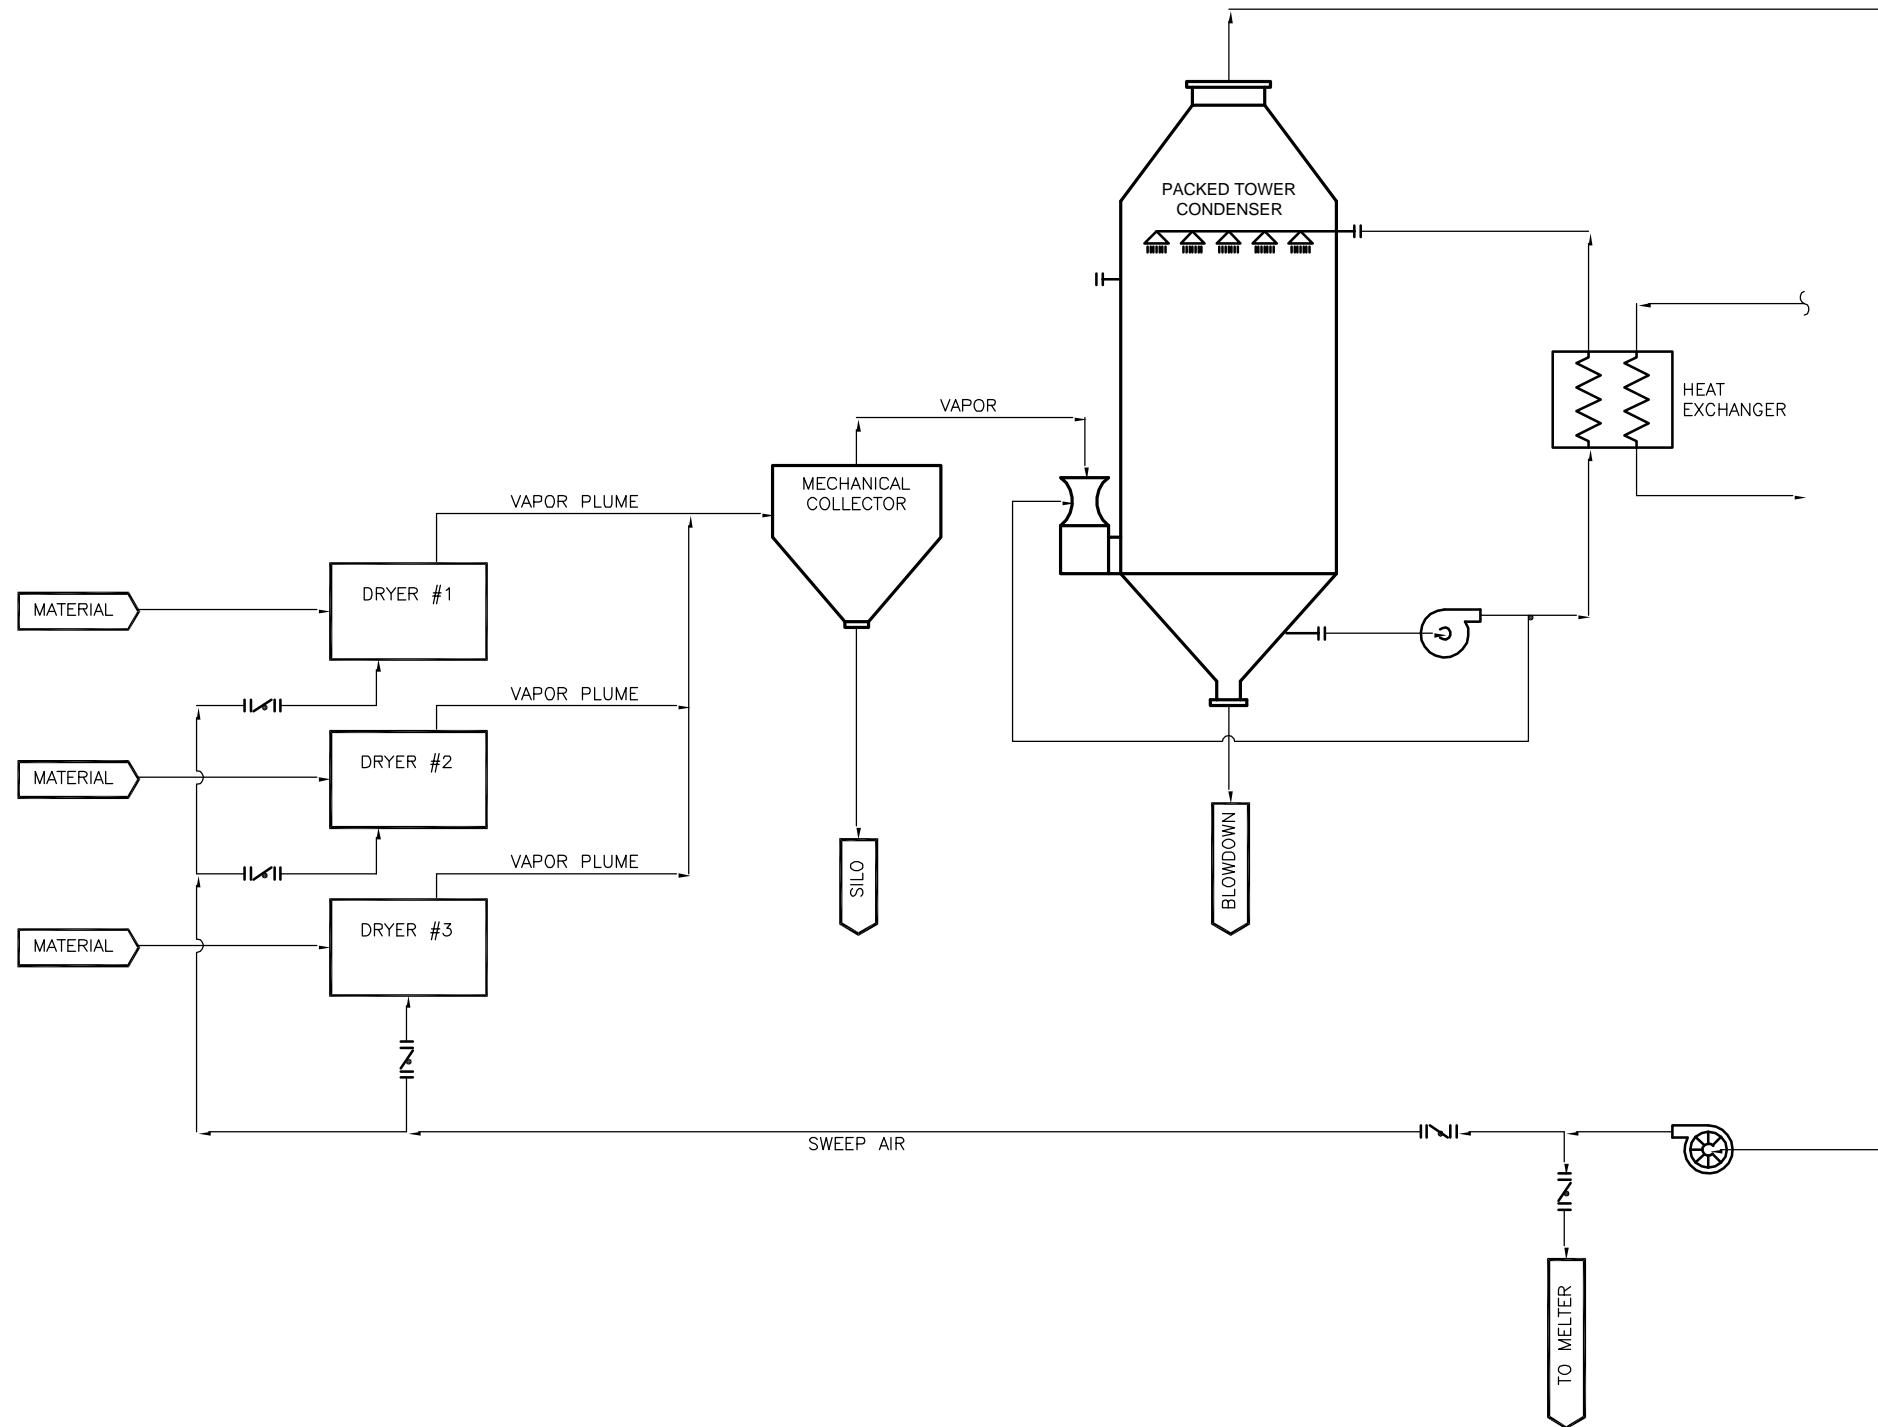 PACKED TOWER
CONDENSER
HEAT
EXCHANGER
VAPOR
MECHANICAL
COLLECTOR
VAPOR PLUME
DRYER #1
MATERIAL
VAPOR PLUME
DRYER #2
MATERIAL
VAPOR PLUME
DRYER #3
MATERIAL
SILO
BLOWDOWN
SWEEP AIR
TO MELTER